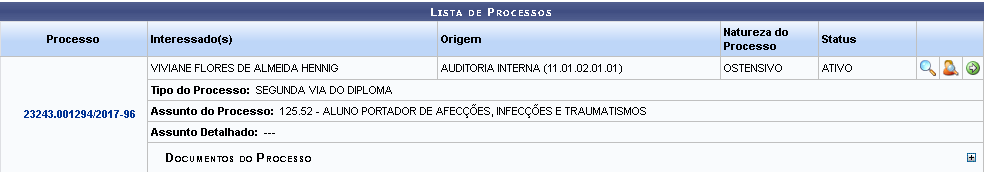 LISTA DE PROCESSOS
Processo Interessado(s) Origem Natureza do Processo Status
VIVIANE FLORES DE ALMEIDA HENNIG AUDITORIA INTERNA (11.01.02.01.01) OSTENSIVO ATIVO
Tipo do Processo: SEGUNDA VIA DO DIPLOMA
23243.001294/2017-96
Assunto do Processo: 125.52 - ALUNO PORTADOR DE AFECÇÕES, INFECÇÕES E TRAUMATISMOS
Assunto Detalhado: ---
DOCUMENTOS DO PROCESSO